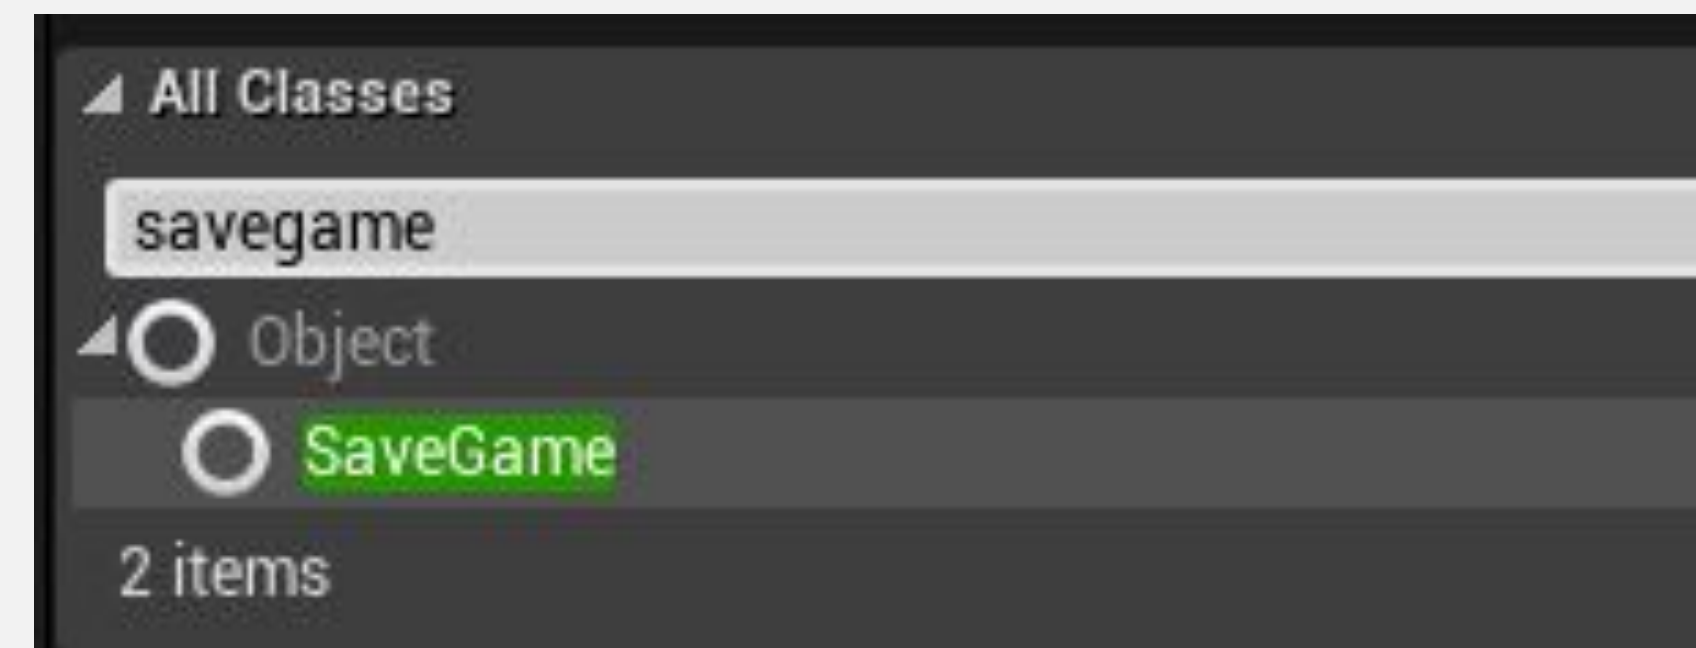 All Classes
savegame
Object
SaveGame
2 items